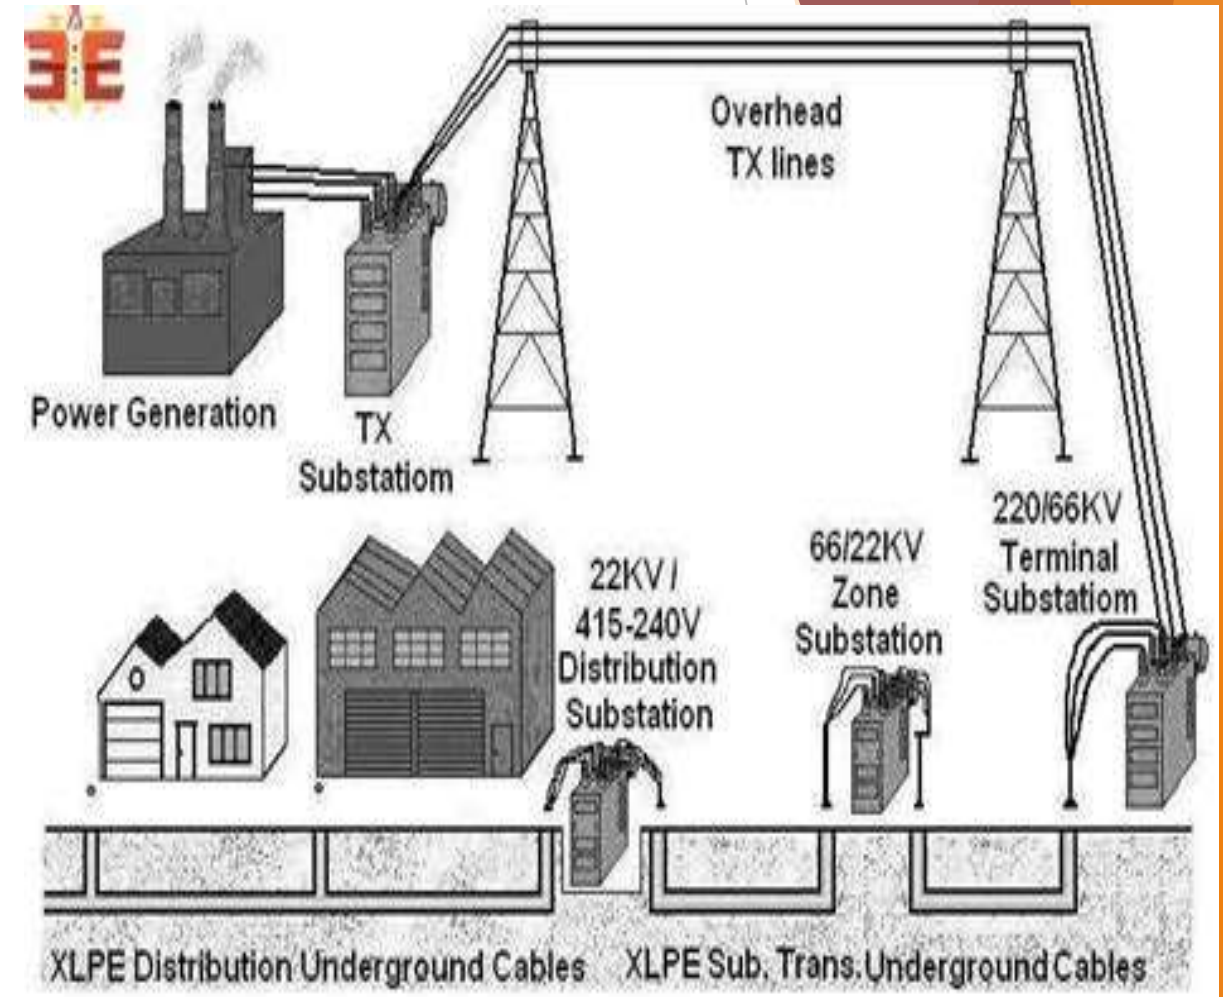 Overhead
TX lines
Power Generation
TX
Substatiom
220/66KV
Terminal
Substatiom
66/22KV
Zone
Substation
22KV /
415-240V
Distribution
Substation
XLPE Distribution Underground Cables
XLPE Sub. Trans. Underground Cables